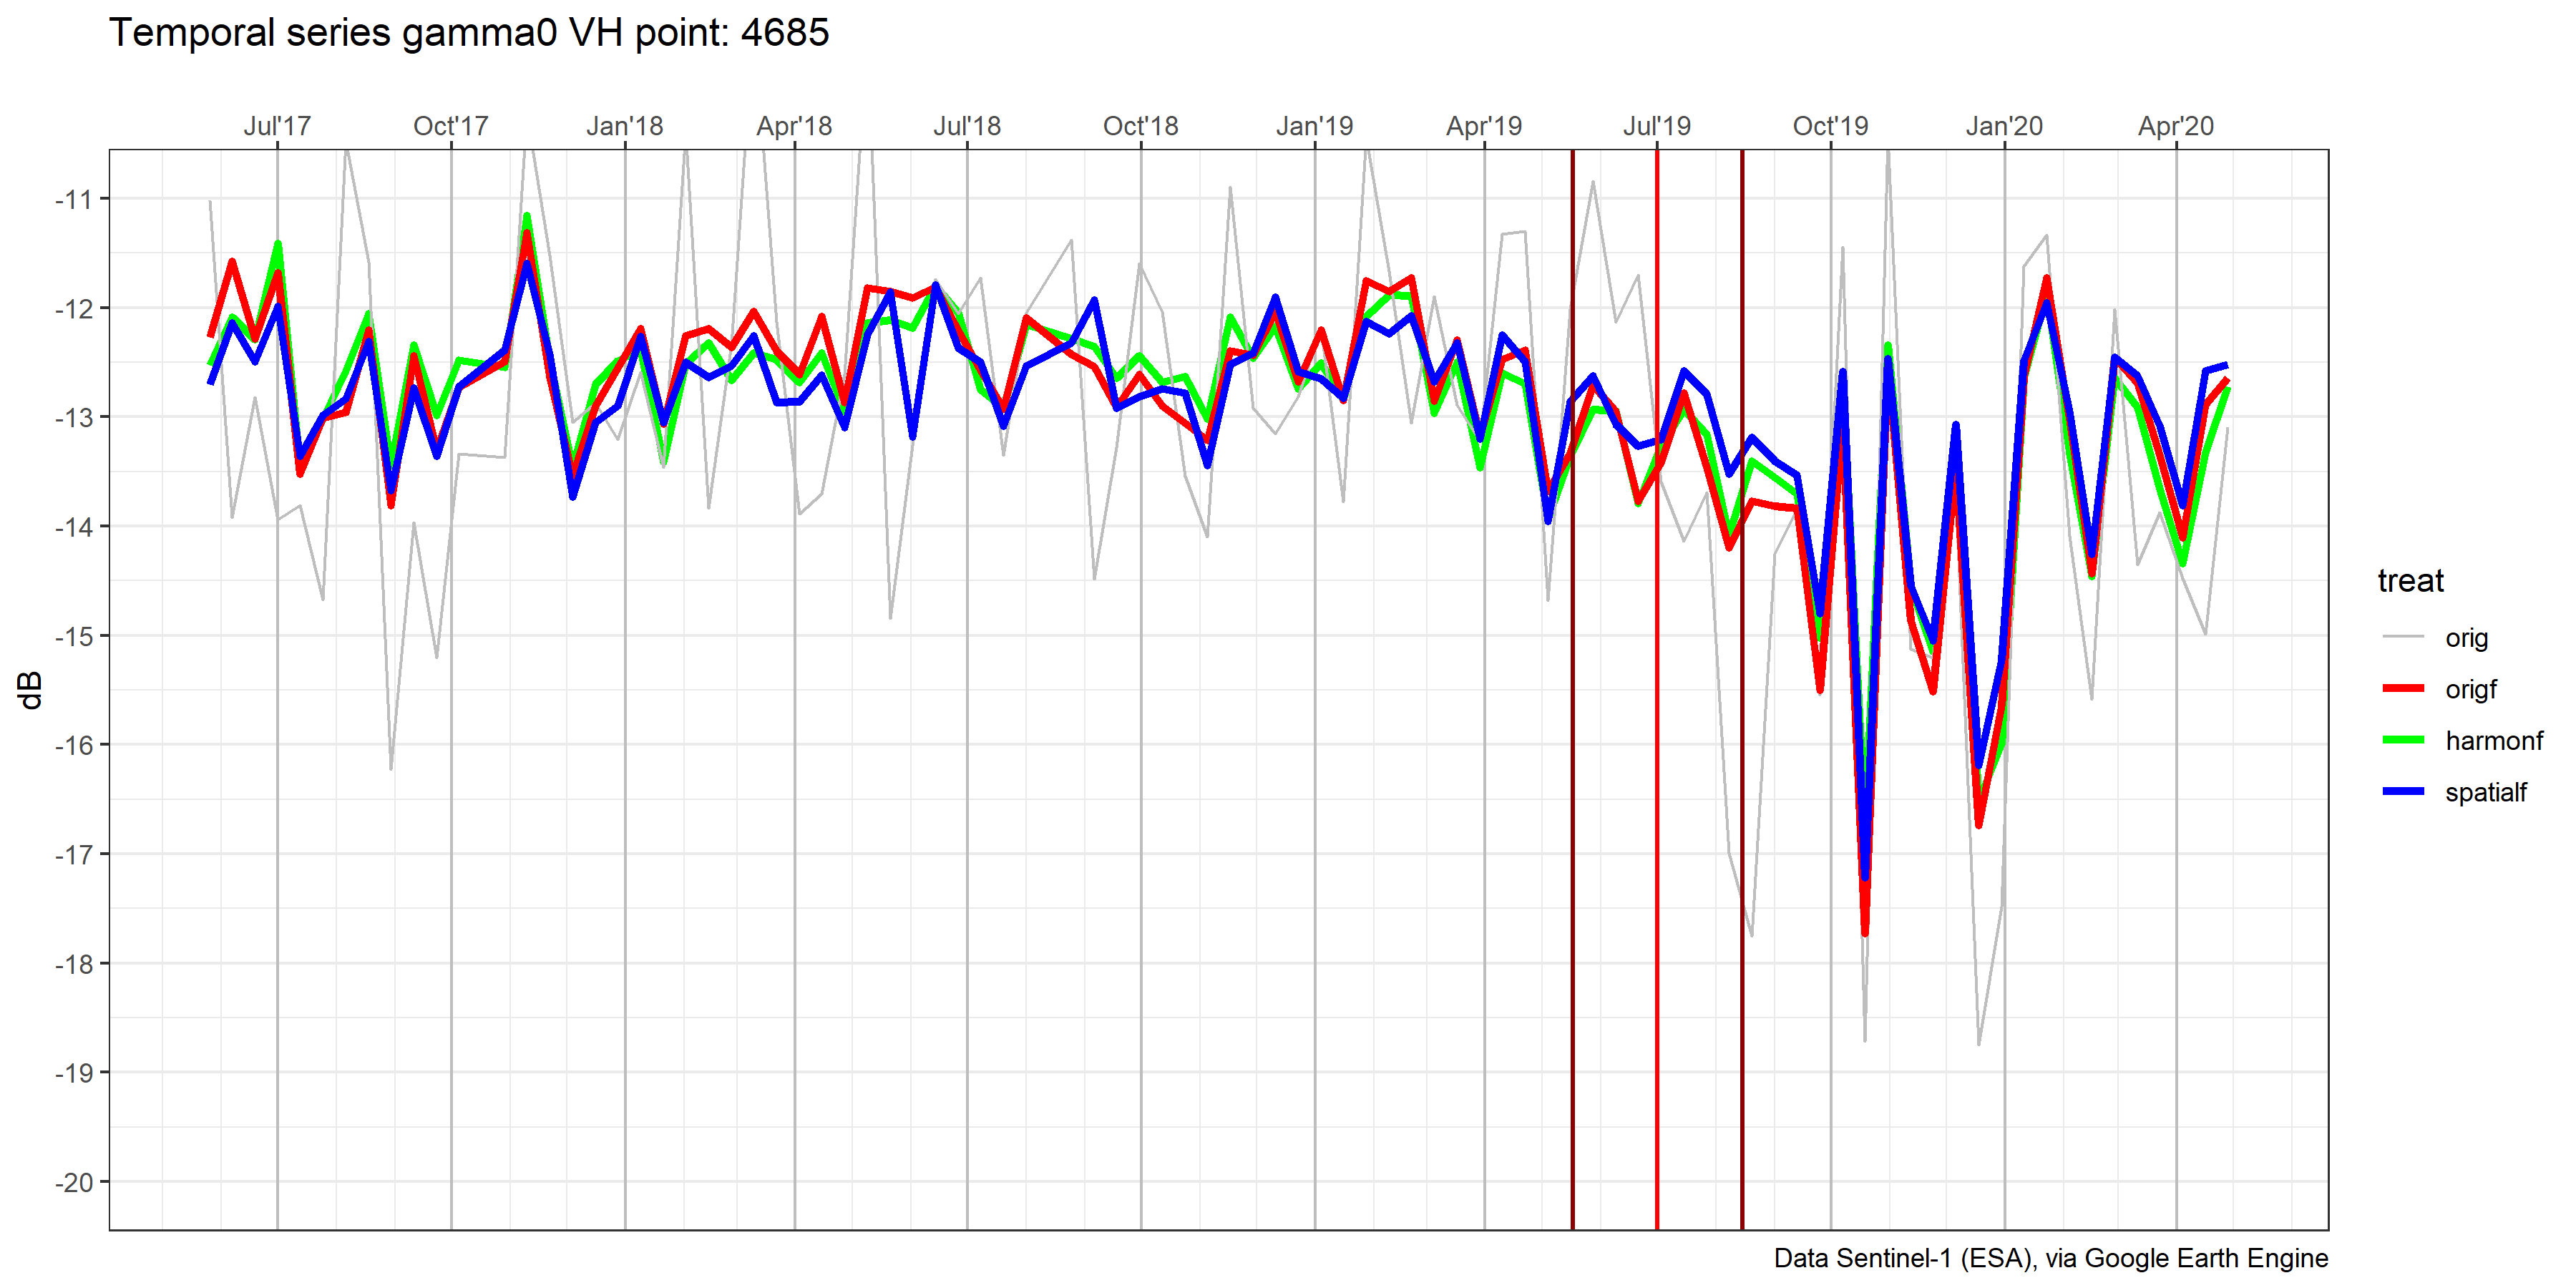 Temporal series gamma0 VH point: 4685
Jul'17 Oct'17 Jan'18 Apr'18 Jul'18 Oct'18 Jan'19 Apr'19 Jul'19 Oct'19 Jan'20 Apr'20
-11
-12
-13
-14
-15
-16
-17
-18
-19
-20
dB
treat
orig
origf
harmonf
spatialf
Data Sentinel-1 (ESA), via Google Earth Engine